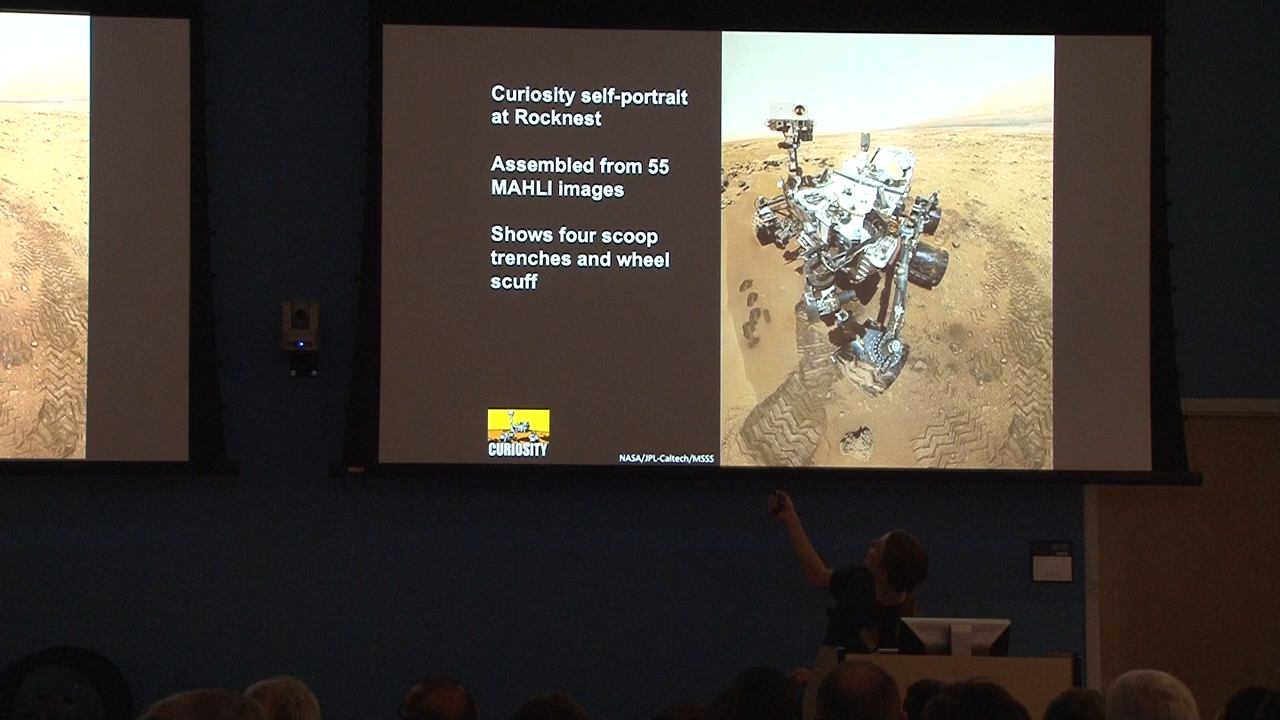 Curiosity self-portrait
at Rocknest
Assembled from 55
MAHLI images
Shows four scoop
trenches and wheel
scuff
CURIOSITY
NASA/JPL-Caltech/MSSS